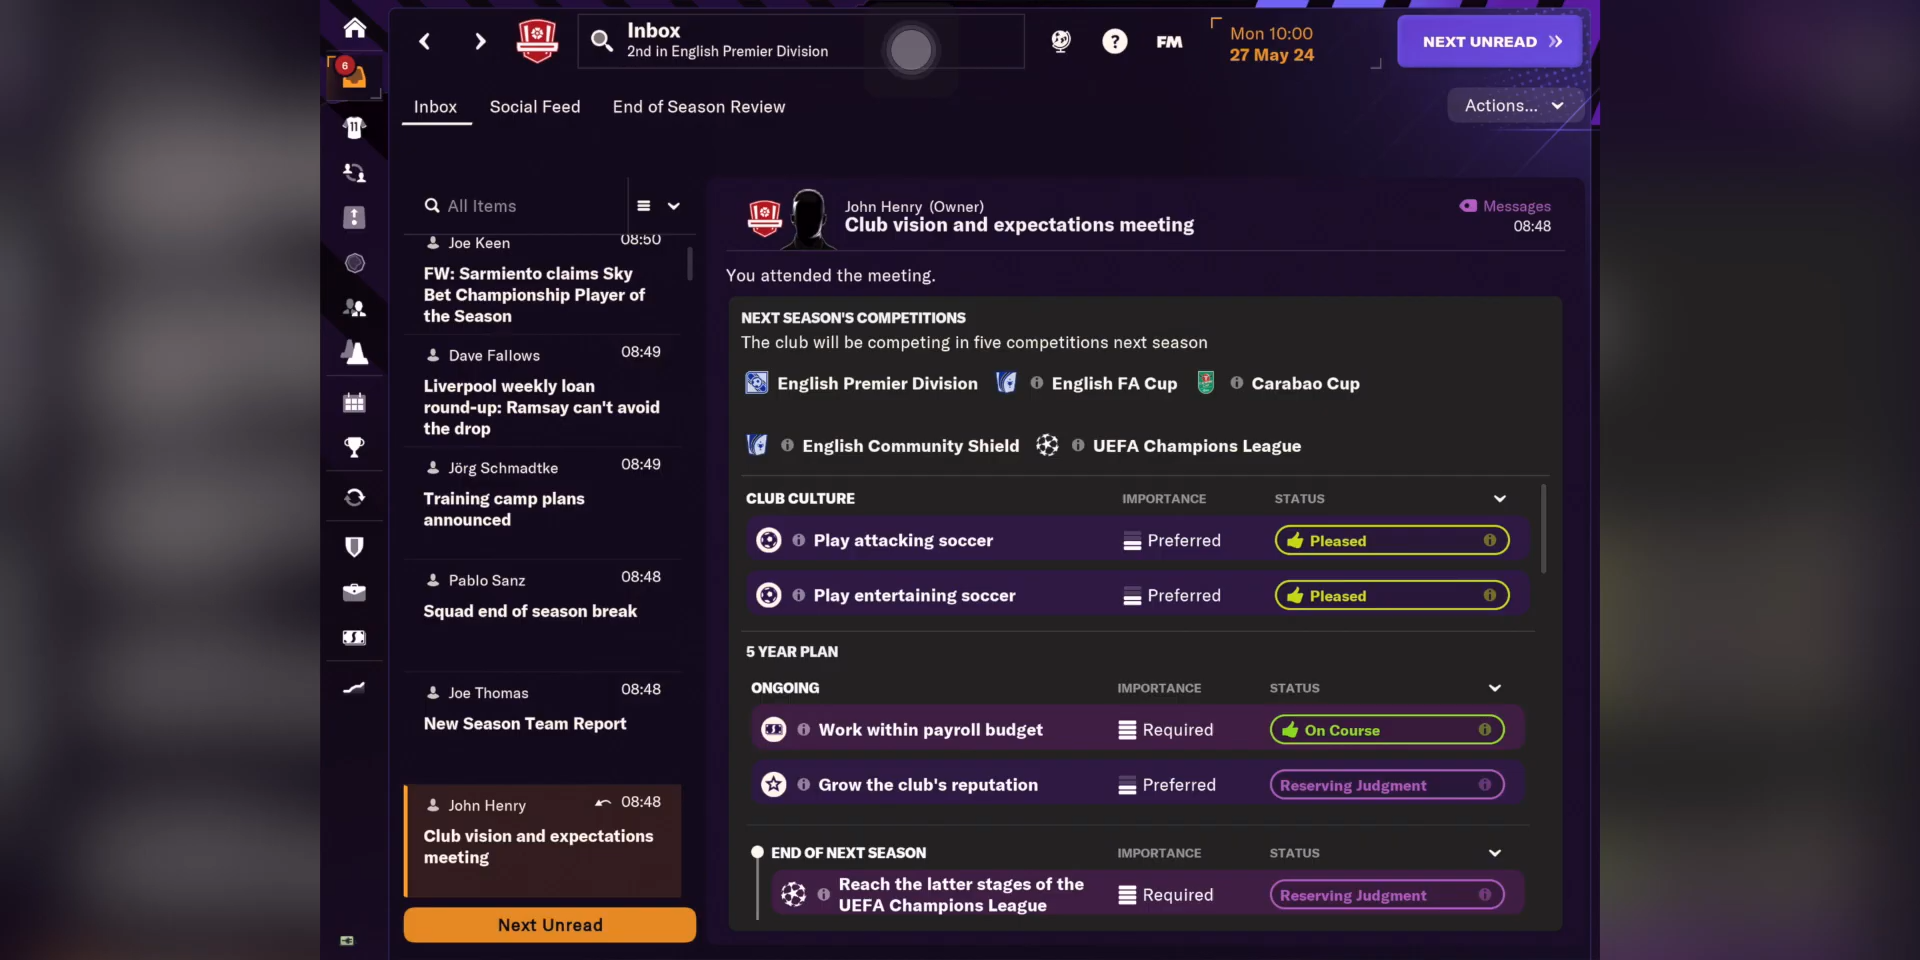 Inbox
2nd in English Premier Division
?
FM
Mon 10:00
27 May 24
NEXT UNREAD
6
11
Inbox
Social Feed
End of Season Review
Actions...
All Items
Joe Keen
08:50
FW: Sarmiento claims Sky
Bet Championship Player of
the Season
Dave Fallows
08:49
Liverpool weekly loan
round-up: Ramsay can't avoid
the drop
Jörg Schmadtke
08:49
Training camp plans
announced
Pablo Sanz
08:48
Squad end of season break
Joe Thomas
08:48
New Season Team Report
John Henry
08:48
Club vision and expectations
meeting
Next Unread
John Henry (Owner)
Club vision and expectations meeting
Messages
08:48
You attended the meeting.
NEXT SEASON'S COMPETITIONS
The club will be competing in five competitions next season
English Premier Division
English FA Cup
Carabao Cup
English Community Shield
UEFA Champions League
CLUB CULTURE
IMPORTANCE
STATUS
Play attacking soccer
Preferred
Pleased
Play entertaining soccer
Preferred
Pleased
5 YEAR PLAN
ONGOING
IMPORTANCE
STATUS
Work within payroll budget
Required
On Course
Grow the club's reputation
Preferred
Reserving Judgment
END OF NEXT SEASON
IMPORTANCE
STATUS
Reach the latter stages of the
UEFA Champions League
Required
Reserving Judgment